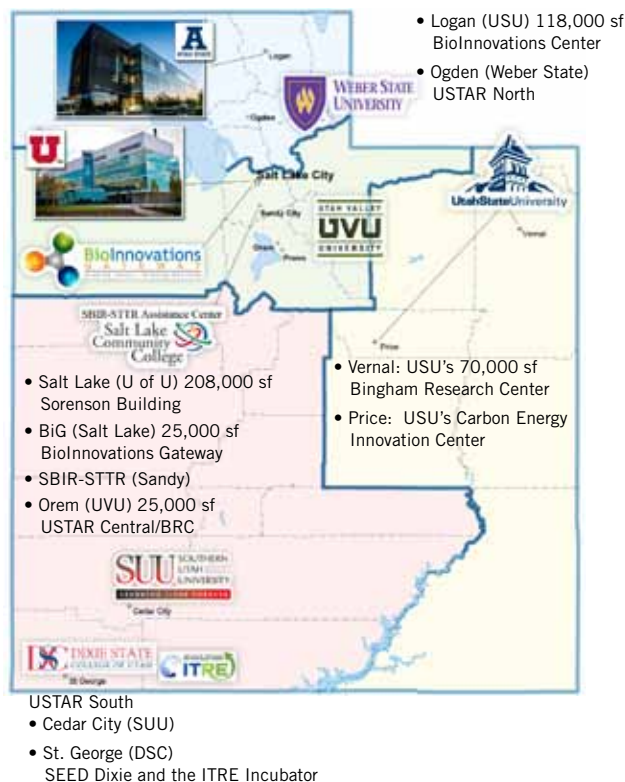 • Logan (USU) 118,000 sf
BioInnovations Center
• Ogden (Weber State)
USTAR North
A
Logan
WEBER STATE
UNIVERSITY
Ogden
U
Salt Lake City
UtahStateUniversity
Sandy City
UTAH VALLEY
UVU
UNIVERSITY
Vernal
Orem
Provo
BioInnovations
GATEWAY
Price
SBIR-STTR Assistance Center
Salt Lake
Community
College
• Salt Lake (U of U) 208,000 sf
Sorenson Building
• BiG (Salt Lake) 25,000 sf
BioInnovations Gateway
• SBIR-STTR (Sandy)
• Orem (UVU) 25,000 sf
USTAR Central/BRC
• Vernal: USU's 70,000 sf
Bingham Research Center
• Price: USU's Carbon Energy
Innovation Center
SUU
SOUTHERN
UTAH
UNIVERSITY
Cedar City
DSC
DIXIE STATE
COLLEGE OF UTAH
ITRE
St George
USTAR South
• Cedar City (SUU)
• St. George (DSC)
SEED Dixie and the ITRE Incubator